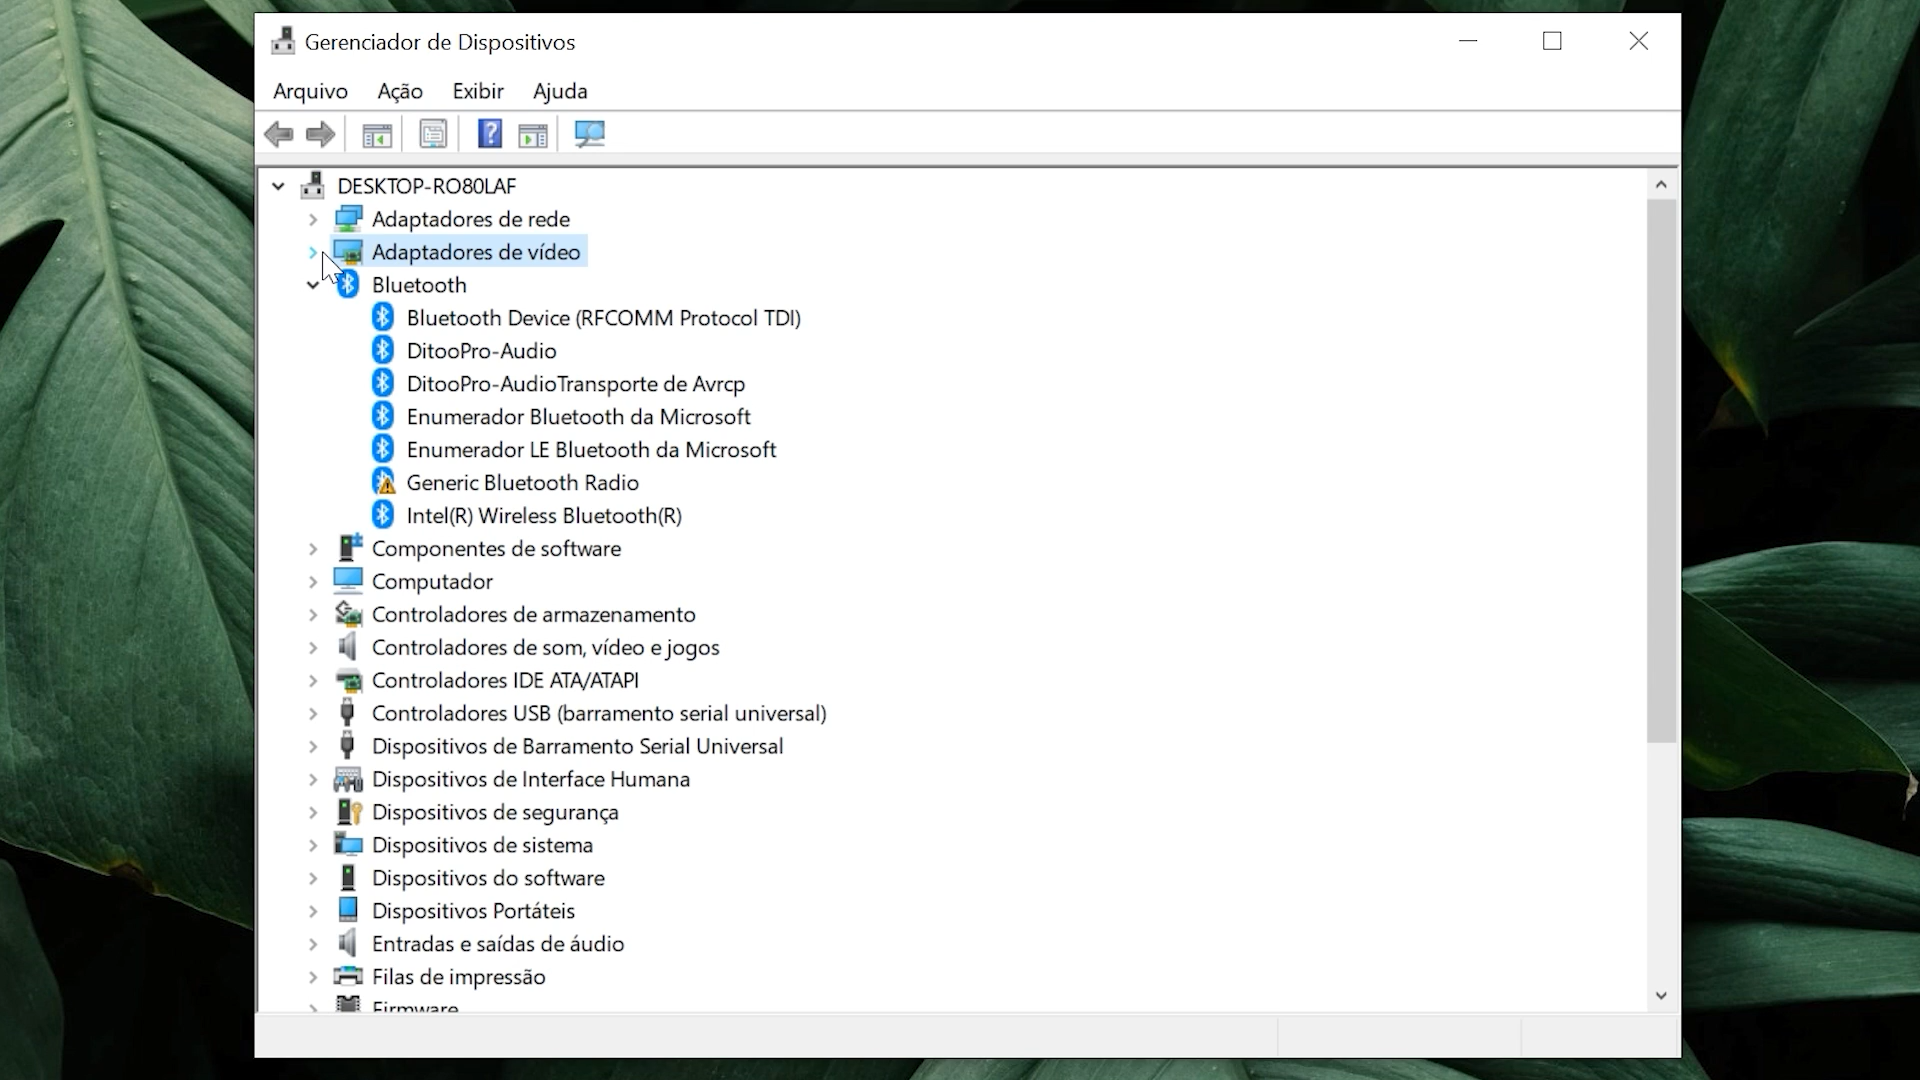 Gerenciador de Dispositivos
Arquivo Ação Exibir Ajuda
DESKTOP-RO80LAF
Adaptadores de rede
Adaptadores de vídeo
Bluetooth
Bluetooth Device (RFCOMM Protocol TDI)
DitooPro-Audio
DitooPro-AudioTransporte de Avrcp
Enumerador Bluetooth da Microsoft
Enumerador LE Bluetooth da Microsoft
Generic Bluetooth Radio
Intel(R) Wireless Bluetooth(R)
Componentes de software
Computador
Controladores de armazenamento
Controladores de som, vídeo e jogos
Controladores IDE ATA/ATAPI
Controladores USB (barramento serial universal)
Dispositivos de Barramento Serial Universal
Dispositivos de Interface Humana
Dispositivos de segurança
Dispositivos de sistema
Dispositivos do software
Dispositivos Portáteis
Entradas e saídas de áudio
Filas de impressão
Firmware